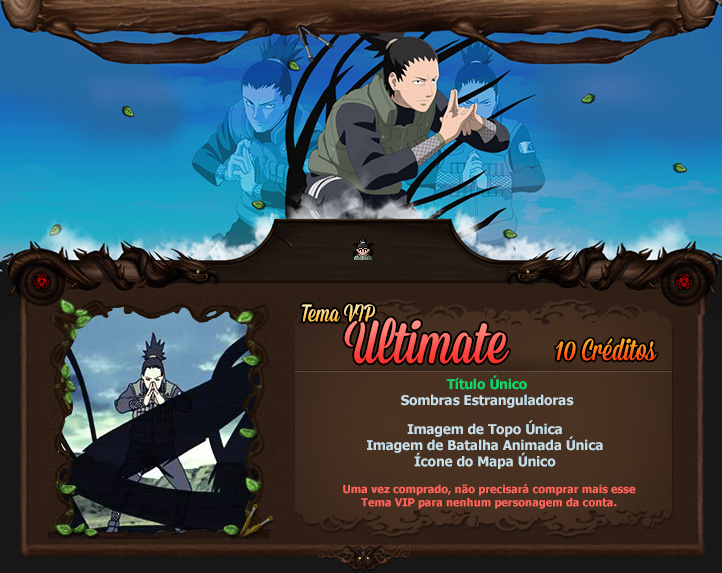 Tema VIP
Ultimate
10 Créditos
Título Único
Sombras Estranguladoras
Imagem de Topo Única
Imagem de Batalha Animada Única
Ícone do Mapa Único
Uma vez comprado, não precisará comprar mais esse
Tema VIP para nenhum personagem da conta.